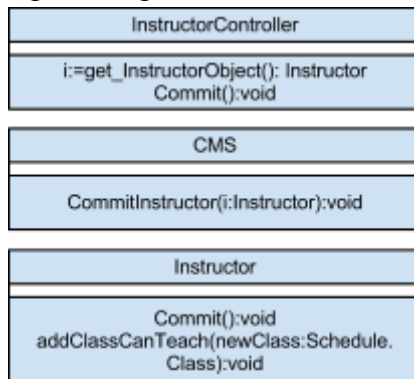 InstructorController
i:=get_InstructorObject(): Instructor
Commit():void
CMS
CommitInstructor(i:Instructor):void
Instructor
Commit():void
addClassCanTeach(newClass:Schedule.
Class):void